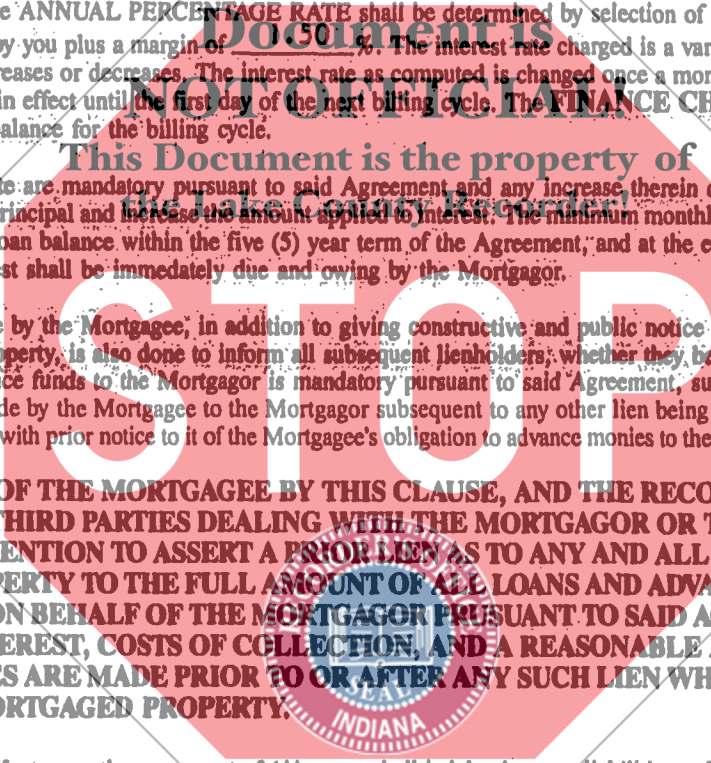 e ANNUAL PERCENTAGE RATE shall be determined by selection of
by you plus a margin of 1.50 %. The interest rate charged is a var
reases or decreases. The interest rate as computed is changed once a mon
in effect until the first day of the next billing cycle. The FINANCE CH
alance for the billing cycle.
Document is
NOT OFFICIAL!
This Document is the property of
the Lake County Recorder!
te are mandatory pursuant to said Agreement and any increase therein
rincipal and interest. The minimum monthl
oan balance within the five (5) year term of the Agreement, and at the e
st shall be immediately due and owing by the Mortgagor.
STOP
e by the Mortgagee, in addition to giving constructive and public notice
operty, is also done to inform all subsequent lienholders, whether they be
ce funds to the Mortgagor is mandatory pursuant to said Agreement, su
de by the Mortgagee to the Mortgagor subsequent to any other lien being
with prior notice to it of the Mortgagee's obligation to advance monies to the
OF THE MORTGAGEE BY THIS CLAUSE, AND THE RECO
THIRD PARTIES DEALING WITH THE MORTGAGOR OR T
ENTION TO ASSERT A PRIOR LIEN AS TO ANY AND ALL
PERTY TO THE FULL AMOUNT OF ALL LOANS AND ADVA
ON BEHALF OF THE MORTGAGOR PRUSUANT TO SAID A
EREST, COSTS OF COLLECTION, AND A REASONABLE
ES ARE MADE PRIOR TO OR AFTER ANY SUCH LIEN WH
ORTGAGED PROPERTY.
SEAL
INDIANA